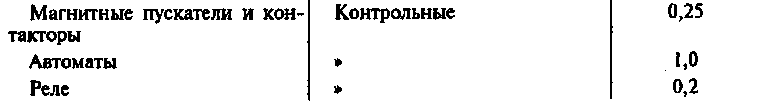 Магнитные пускатели и кон- Контрольные 0,25
такторы
Автоматы » 1,0
Реле » 0,2